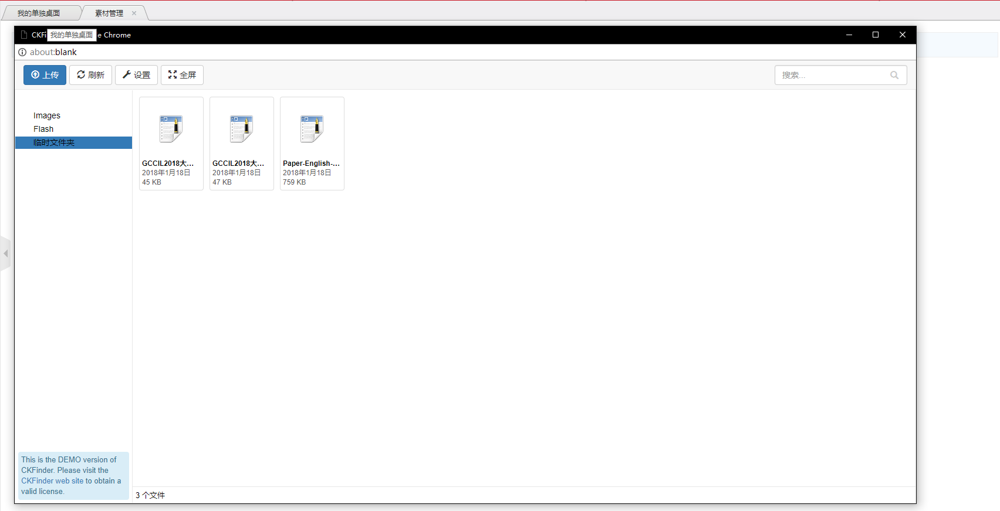 我的单独桌面
素材管理
CKFi
我的单独桌面
e Chrome
about:blank
上传
刷新
设置
全屏
搜索...
Images
Flash
临时文件夹
GCCIL2018大...
2018年1月18日
45 KB
GCCIL2018大...
2018年1月18日
47 KB
Paper-English-...
2018年1月18日
759 KB
This is the DEMO version of
CKFinder. Please visit the
CKFinder web site to obtain a
valid license.
3 个文件